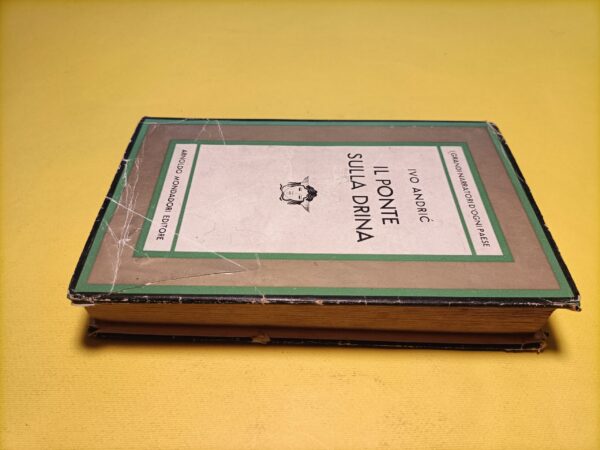 I GRANDI NARRATORI D'OGNI PAESE
IVO ANDRIĆ
IL PONTE
SULLA DRINA
ARNOLDO MONDADORI EDITORE